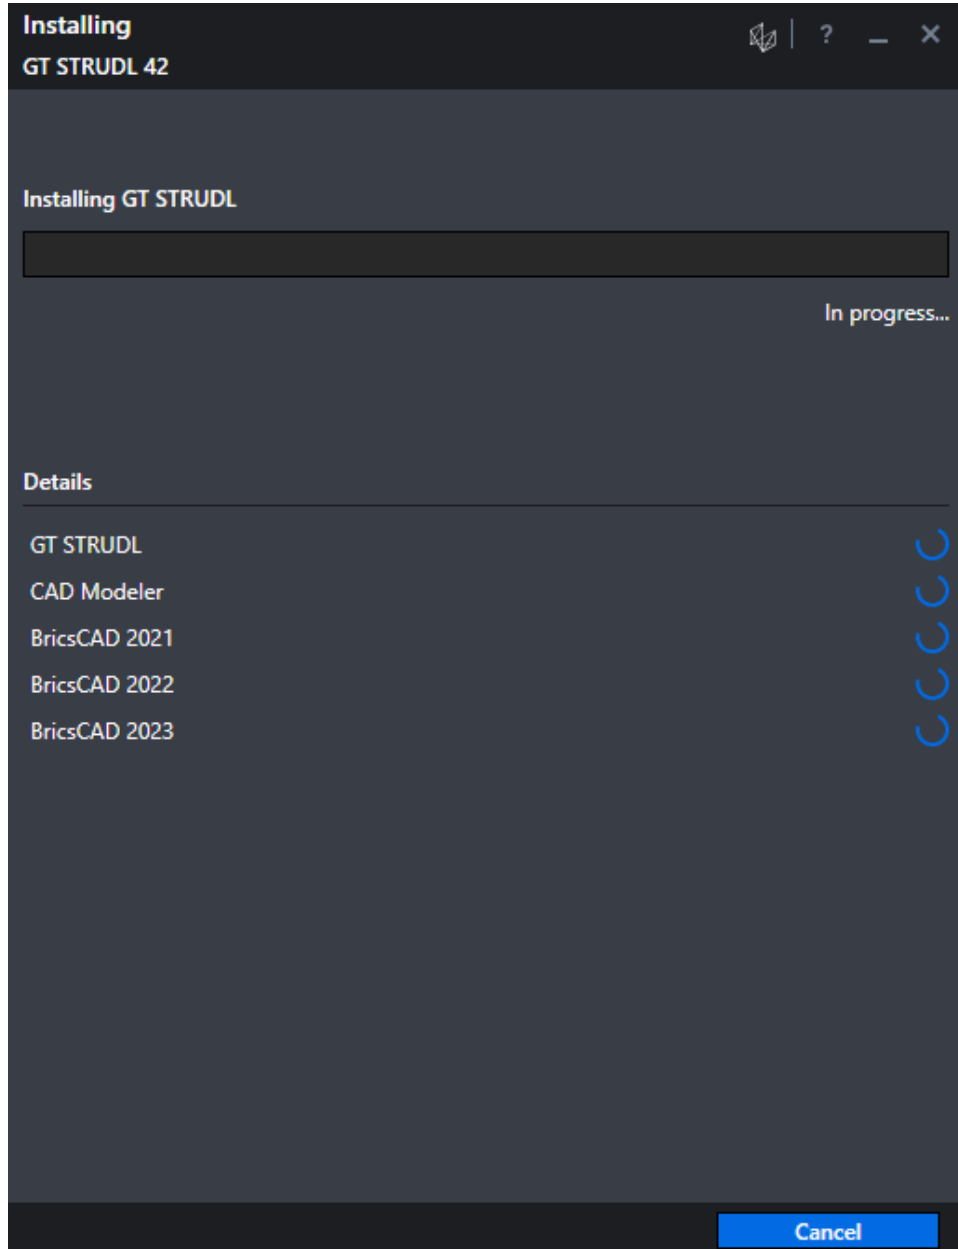 Installing
GT STRUDL 42
?
Installing GT STRUDL
In progress...
Details
GT STRUDL
CAD Modeler
BricsCAD 2021
BricsCAD 2022
BricsCAD 2023
Cancel